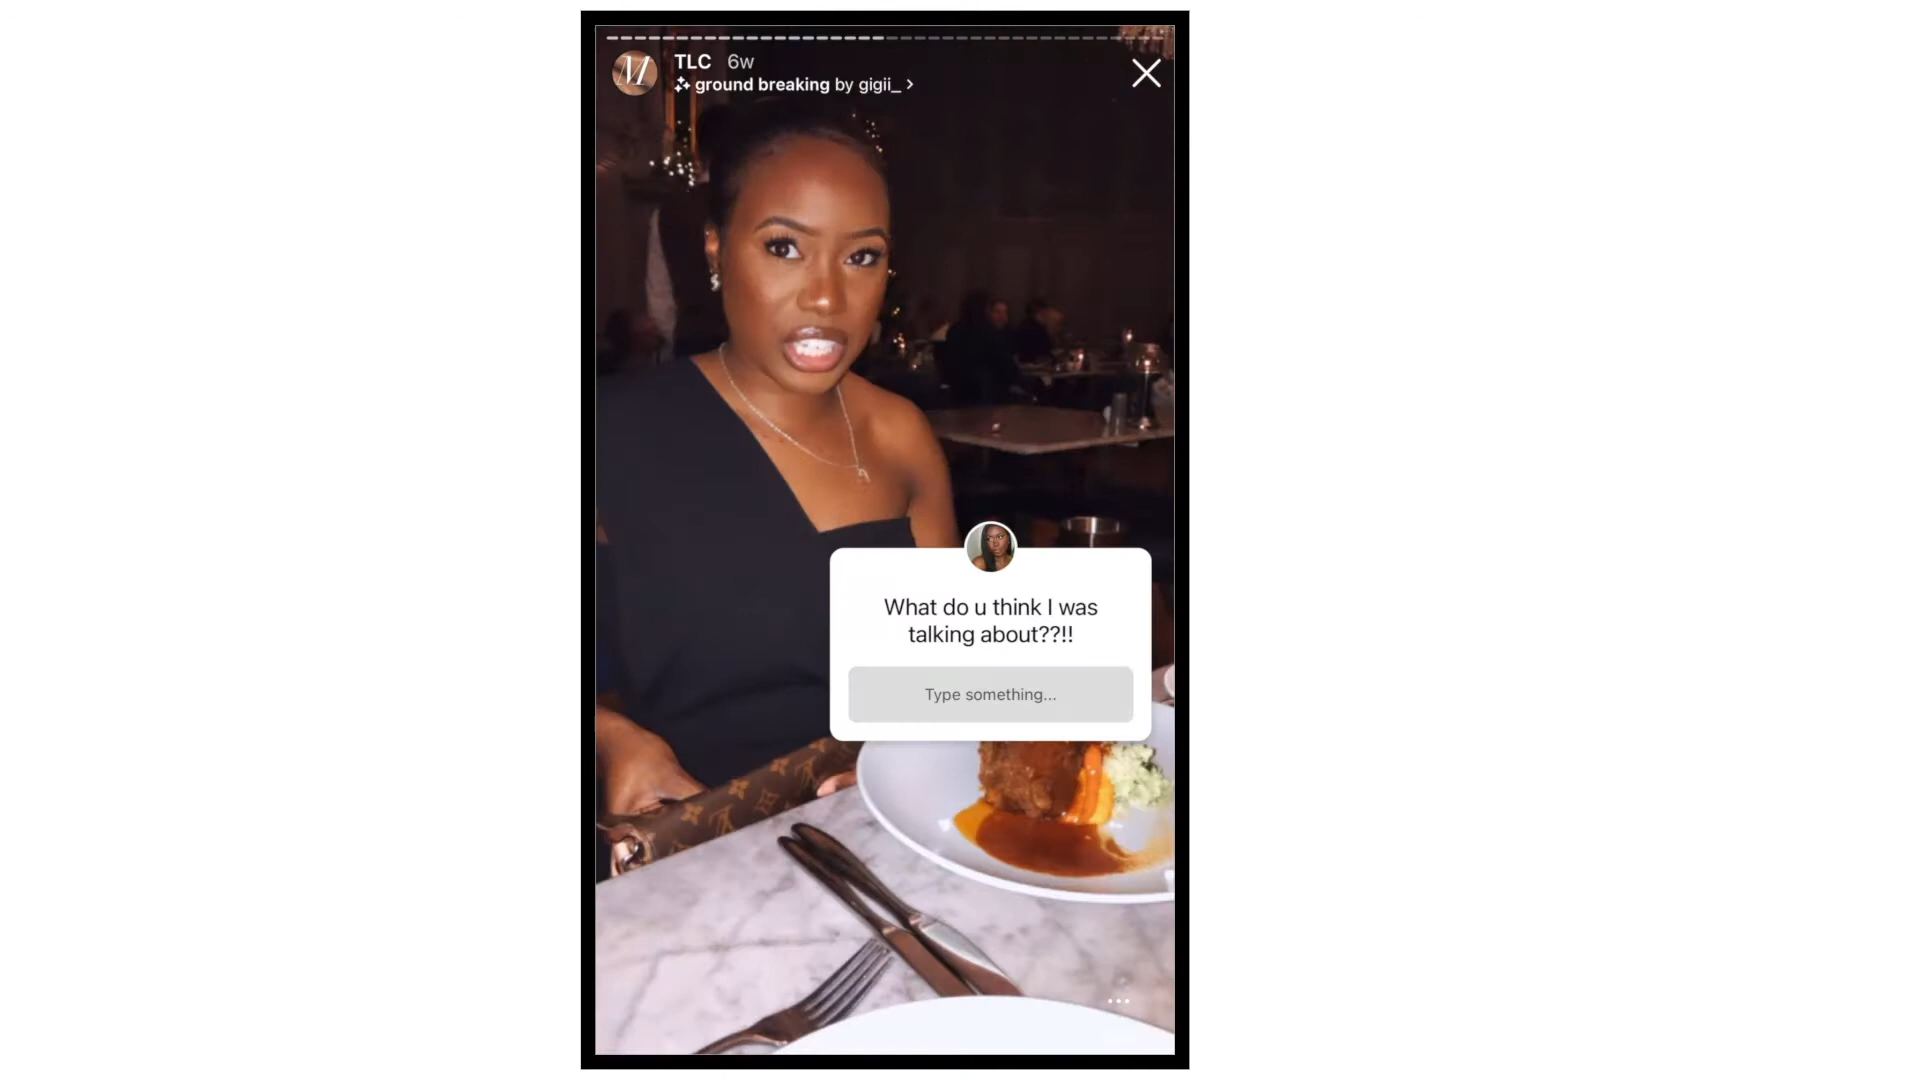 TLC 6w
ground breaking by gigii_ >
What do u think I was
talking about??!!
Type something...